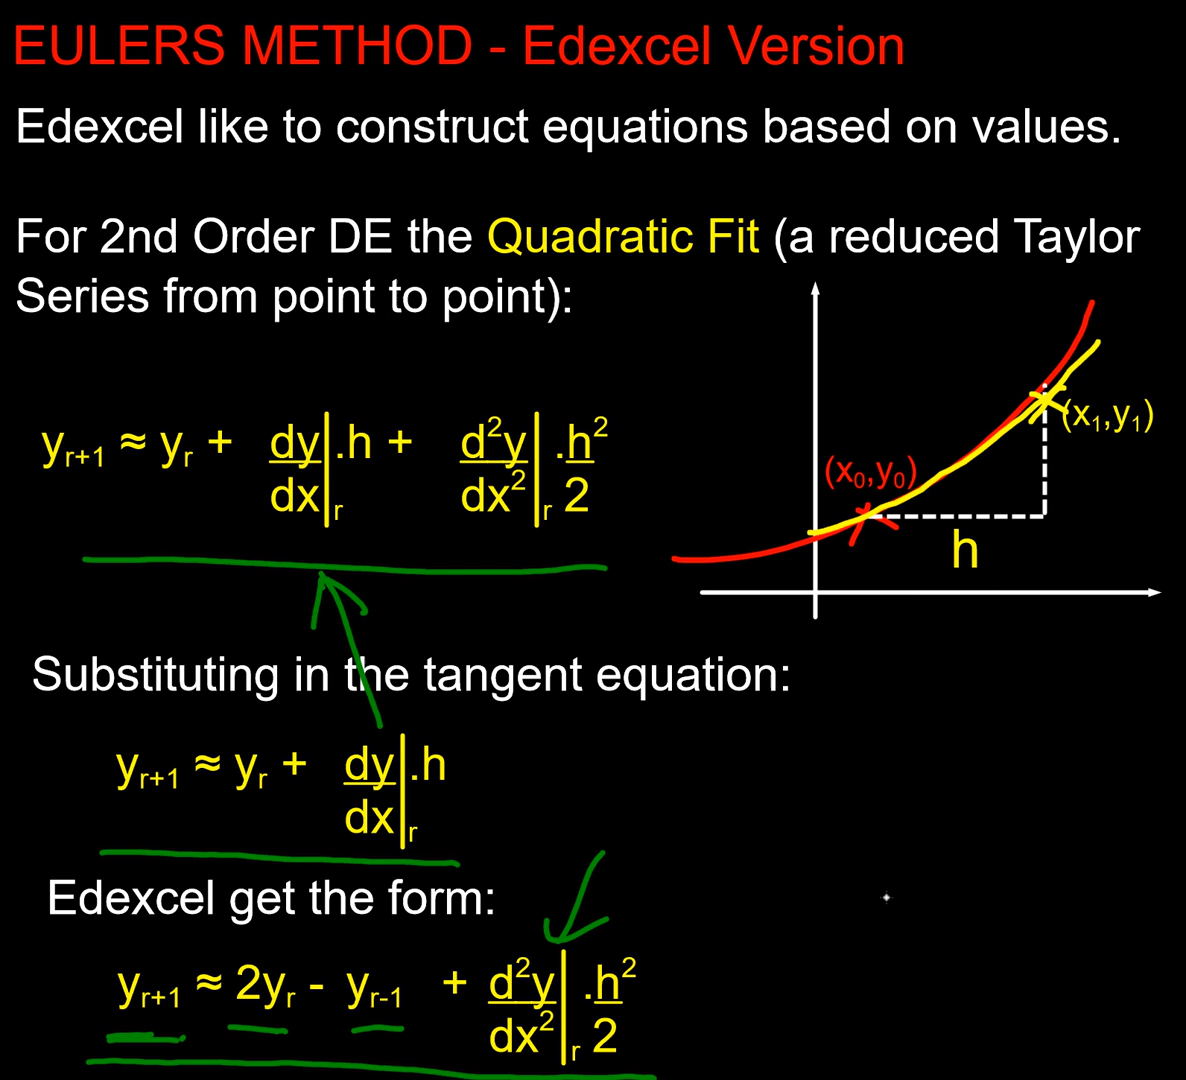 EULERS METHOD - Edexcel Version
Edexcel like to construct equations based on values.
For 2nd Order DE the Quadratic Fit (a reduced Taylor
Series from point to point):
yᵣ₊₁ ≈ yᵣ + dy/dx|ᵣ .h + d²y/dx²|ᵣ .h²/2
(x₀,y₀)
(x₁,y₁)
h
Substituting in the tangent equation:
yᵣ₊₁ ≈ yᵣ + dy/dx|ᵣ .h
Edexcel get the form:
yᵣ₊₁ ≈ 2yᵣ - yᵣ₋₁ + d²y/dx²|ᵣ .h²/2